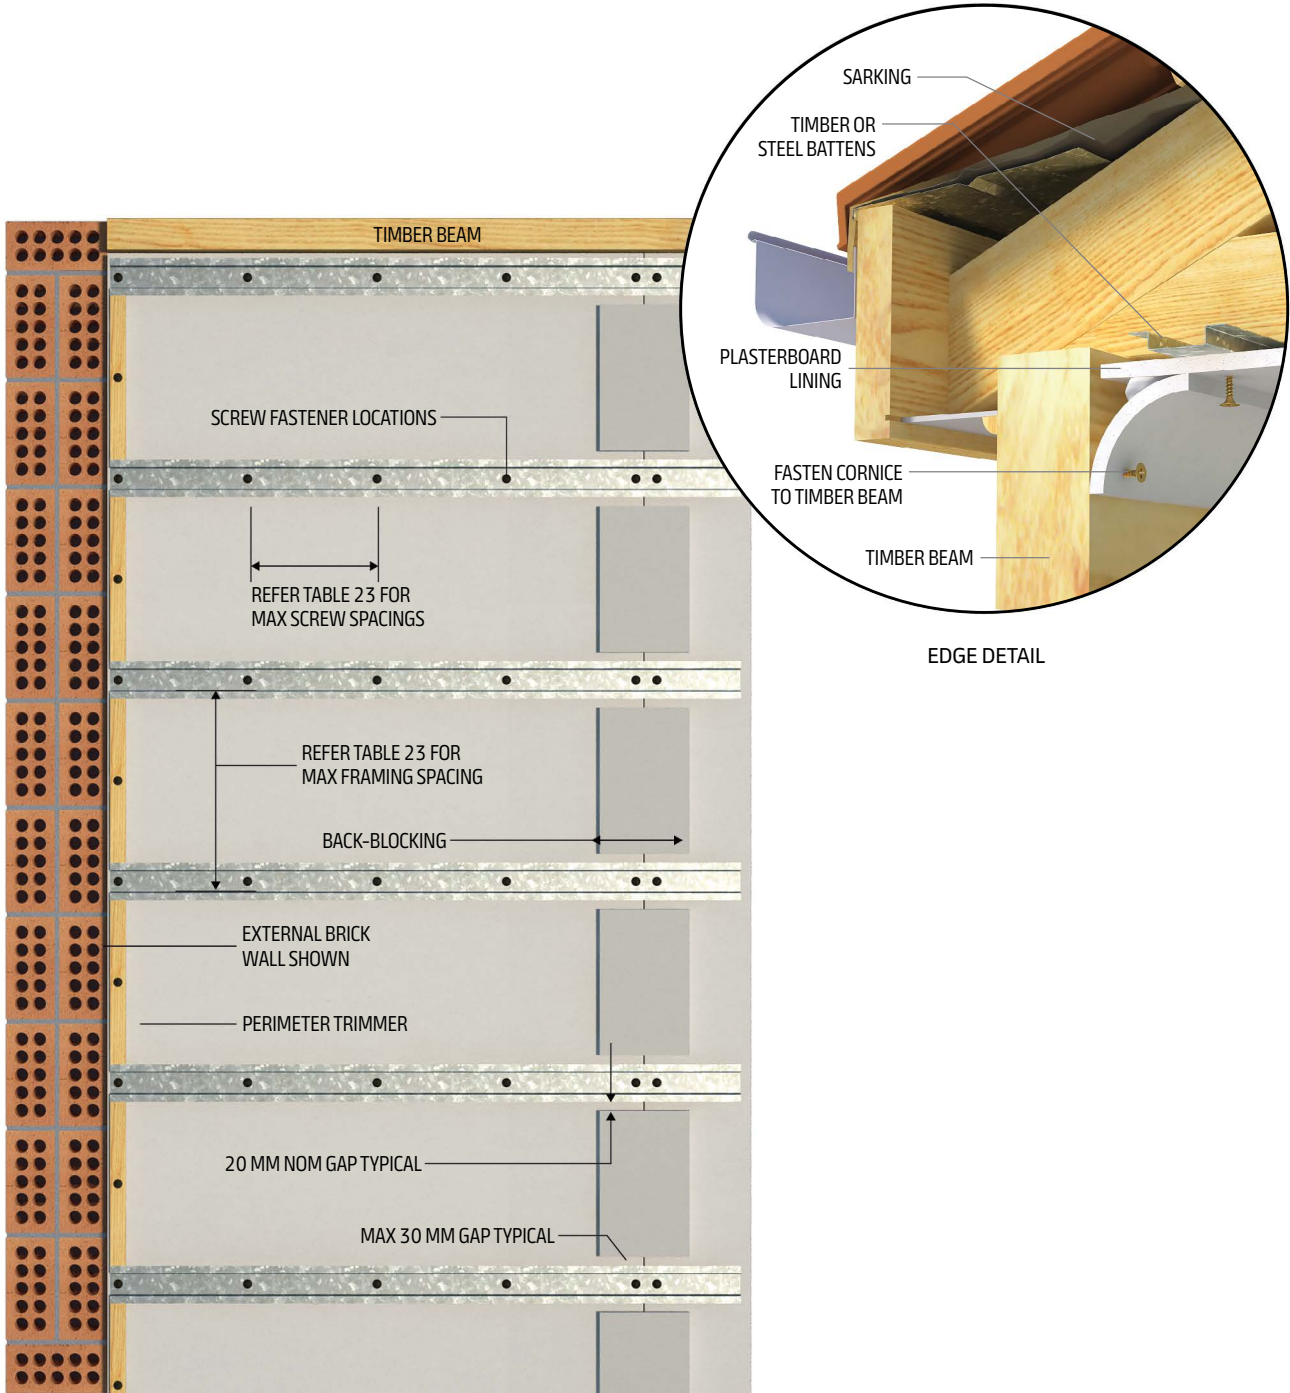 SARKING
TIMBER OR
STEEL BATTENS
TIMBER BEAM
PLASTERBOARD
LINING
SCREW FASTENER LOCATIONS
FASTEN CORNICE
TO TIMBER BEAM
TIMBER BEAM
REFER TABLE 23 FOR
MAX SCREW SPACINGS
EDGE DETAIL
REFER TABLE 23 FOR
MAX FRAMING SPACING
BACK-BLOCKING
EXTERNAL BRICK
WALL SHOWN
PERIMETER TRIMMER
20 MM NOM GAP TYPICAL
MAX 30 MM GAP TYPICAL